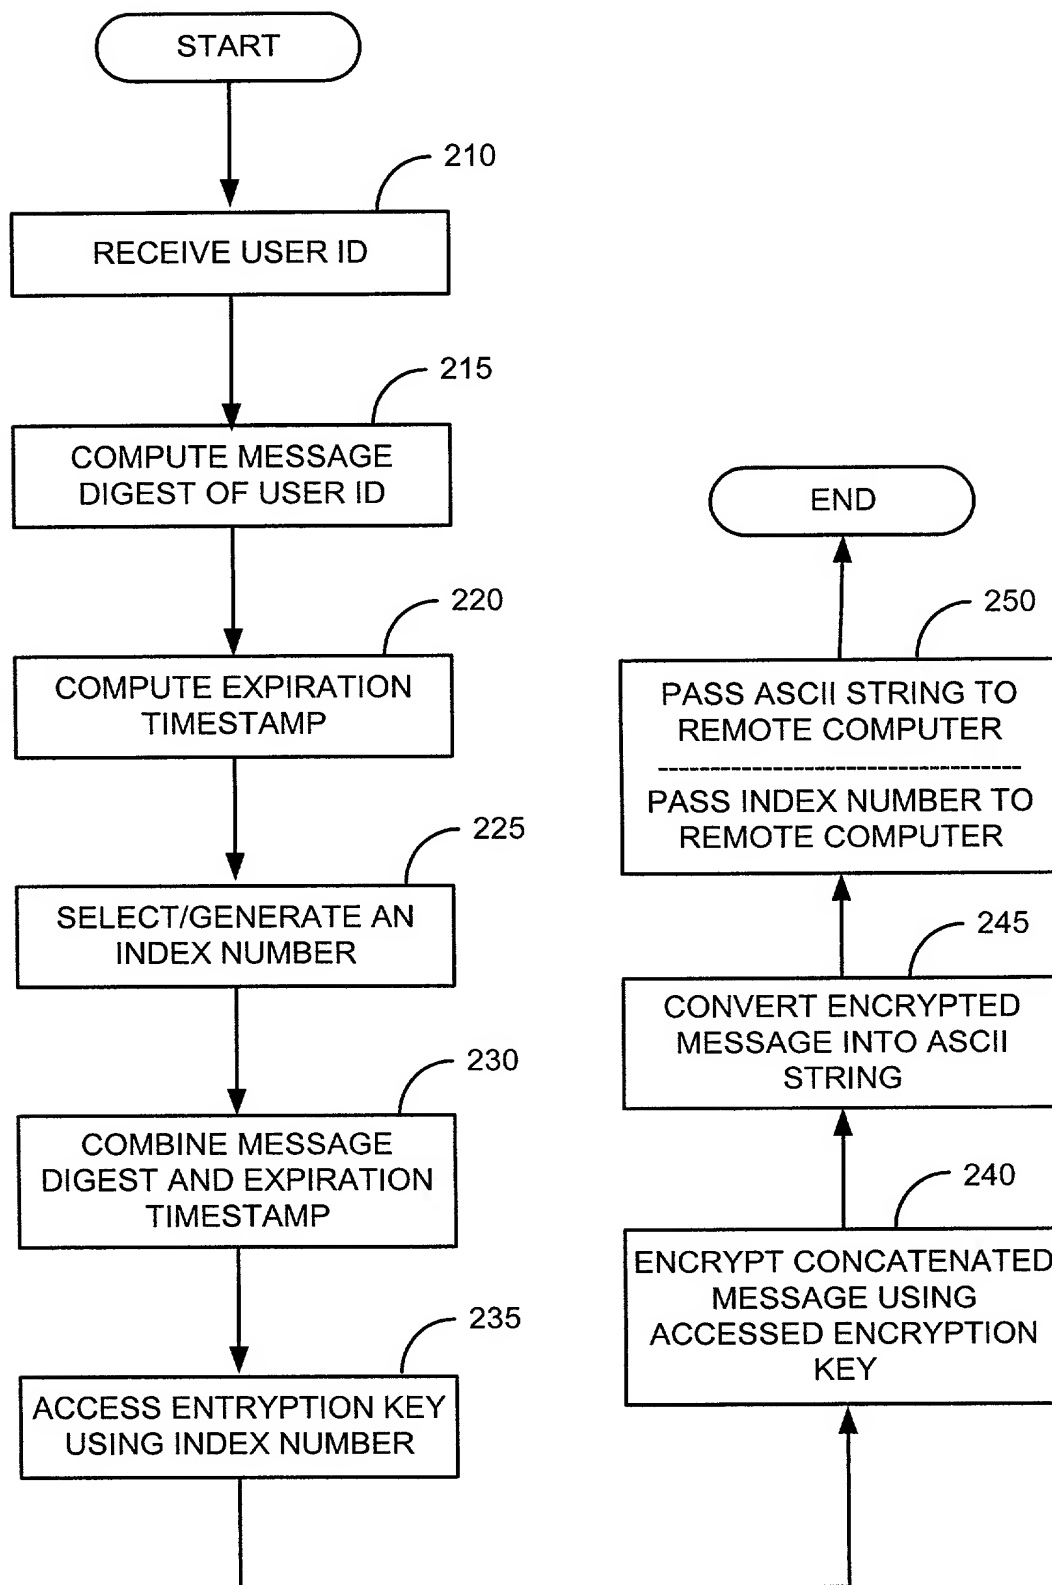 START
210
RECEIVE USER ID
215
COMPUTE MESSAGE
DIGEST OF USER ID
220
COMPUTE EXPIRATION
TIMESTAMP
225
SELECT/GENERATE AN
INDEX NUMBER
230
COMBINE MESSAGE
DIGEST AND EXPIRATION
TIMESTAMP
235
ACCESS ENTRYPTION KEY
USING INDEX NUMBER
240
ENCRYPT CONCATENATED
MESSAGE USING
ACCESSED ENCRYPTION
KEY
245
CONVERT ENCRYPTED
MESSAGE INTO ASCII
STRING
250
PASS ASCII STRING TO
REMOTE COMPUTER
PASS INDEX NUMBER TO
REMOTE COMPUTER
END